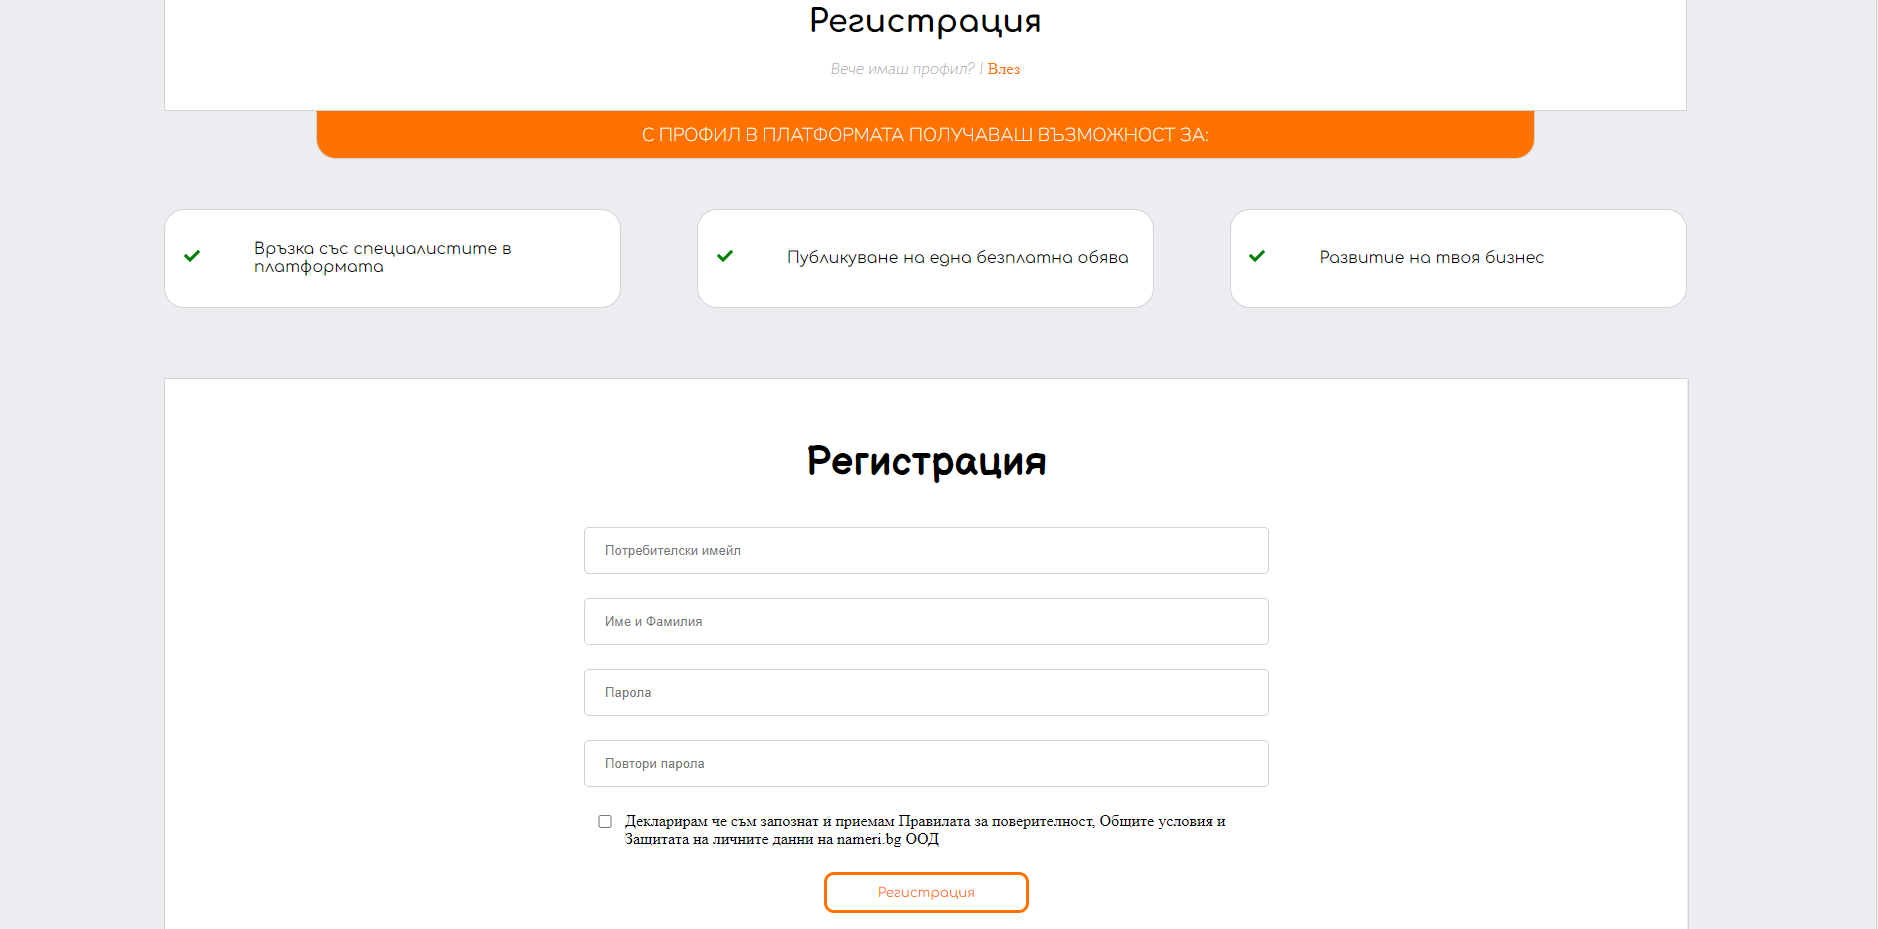 Регистрация
Вече имаш профил? | Влез
С ПРОФИЛ В ПЛАТФОРМАТА ПОЛУЧАВАШ ВЪЗМОЖНОСТ ЗА:
Връзка със специалистите в
платформата
Публикуване на една безплатна обява
Развитие на твоя бизнес
Регистрация
Потребителски имейл
Име и Фамилия
Парола
Повтори парола
Декларирам че съм запознат и приемам Правилата за поверителност, Общите условия и
Защитата на личните данни на nameri.bg ООД
Регистрация